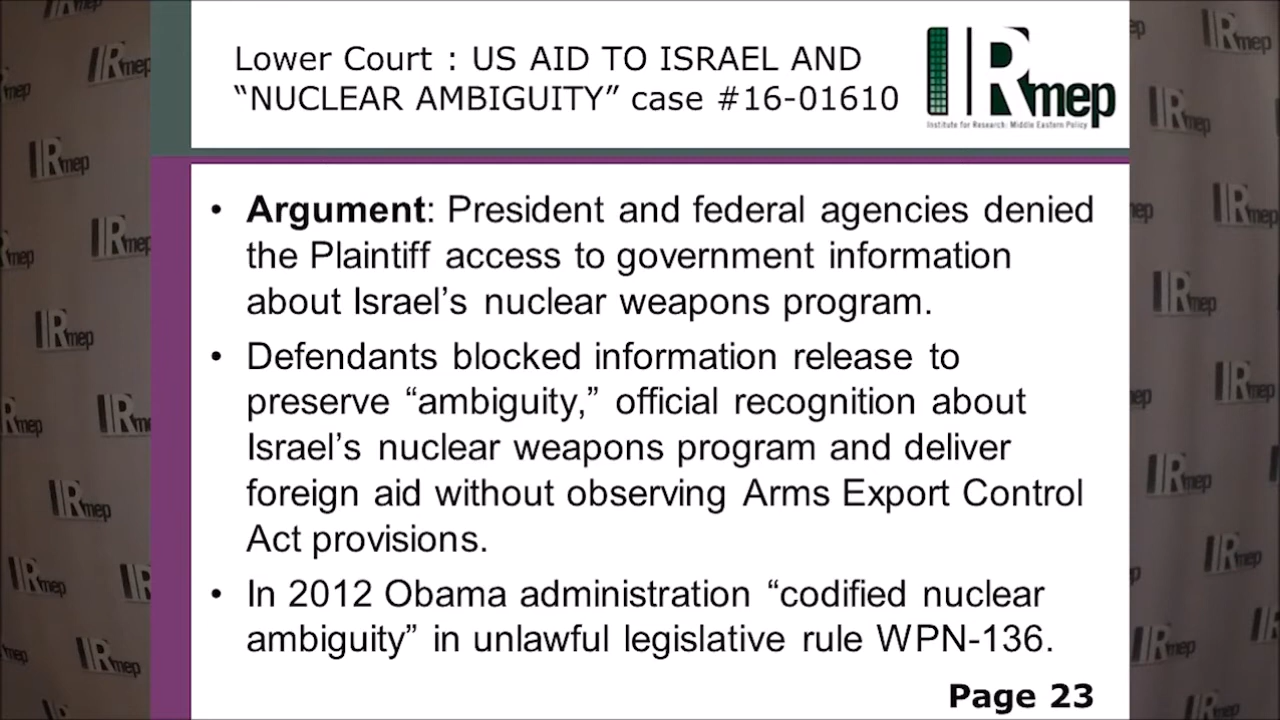 Lower Court : US AID TO ISRAEL AND
“NUCLEAR AMBIGUITY” case #16-01610
IRmep
Institute for Research: Middle Eastern Policy
• Argument: President and federal agencies denied
the Plaintiff access to government information
about Israel’s nuclear weapons program.
• Defendants blocked information release to
preserve “ambiguity,” official recognition about
Israel’s nuclear weapons program and deliver
foreign aid without observing Arms Export Control
Act provisions.
• In 2012 Obama administration “codified nuclear
ambiguity” in unlawful legislative rule WPN-136.
Page 23